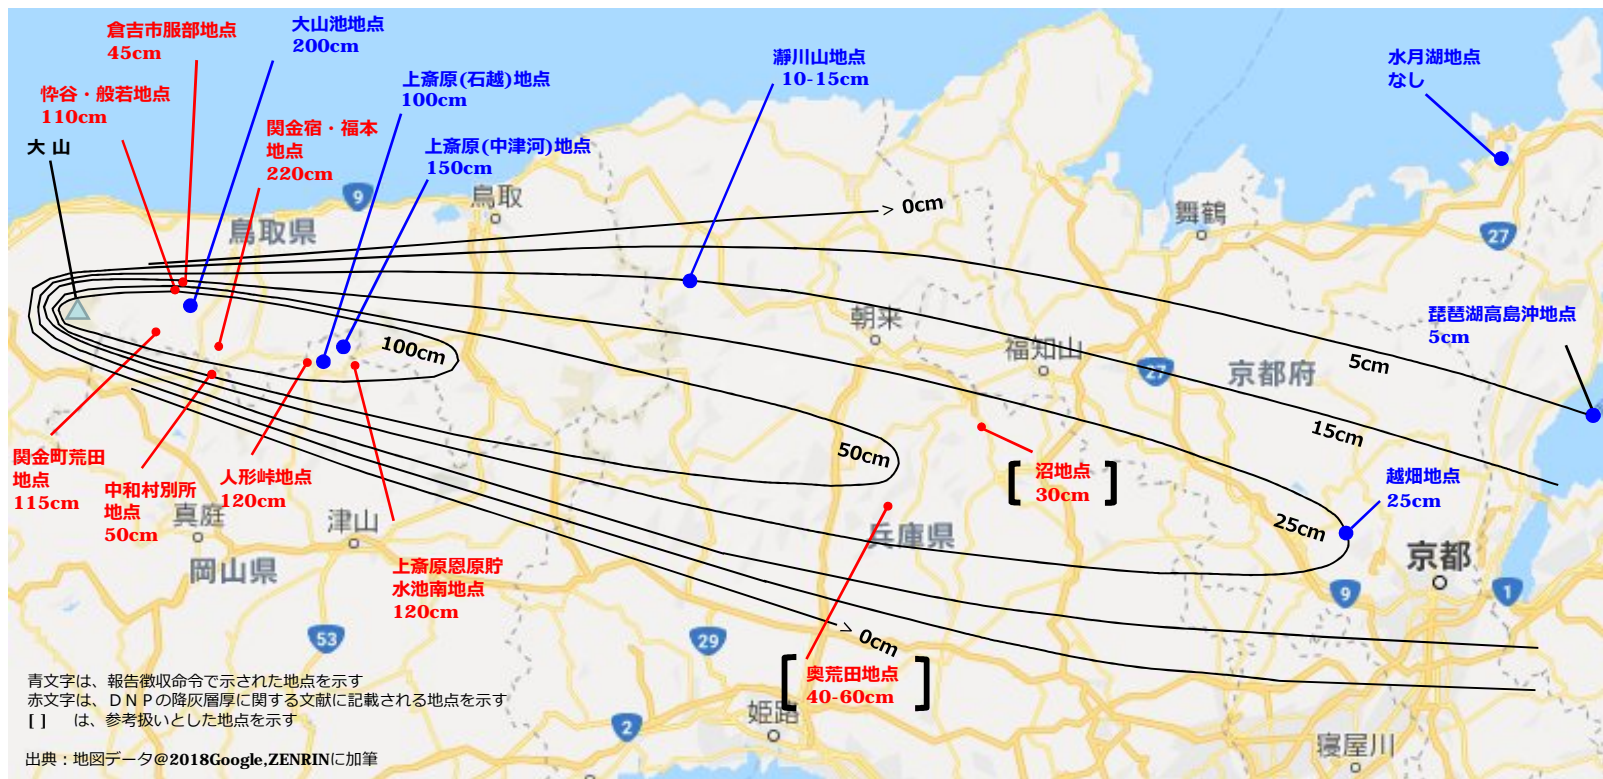 倉吉市服部地点
45cm
大山池地点
200cm
瀞川山地点
10-15cm
水月湖地点
なし
上斎原(石越)地点
100cm
忰谷・般若地点
110cm
関金宿・福本
地点
220cm
上斎原(中津河)地点
150cm
大 山
9
鳥取
鳥取県
> 0cm
舞鶴
27
朝来
福知山
27
京都府
琵琶湖高島沖地点
5cm
100cm
5cm
15cm
50cm
関金町荒田
地点
115cm
中和村別所
地点
50cm
人形峠地点
120cm
沼地点
30cm
越畑地点
25cm
25cm
真庭
津山
兵庫県
京都
岡山県
上斎原恩原貯
水池南地点
120cm
9
1
53
29
> 0cm
奥荒田地点
40-60cm
姫路
2
寝屋川
青文字は、報告徴収命令で示された地点を示す
赤文字は、DNPの降灰層厚に関する文献に記載される地点を示す
[ ] は、参考扱いとした地点を示す
出典：地図データ@2018Google,ZENRINに加筆